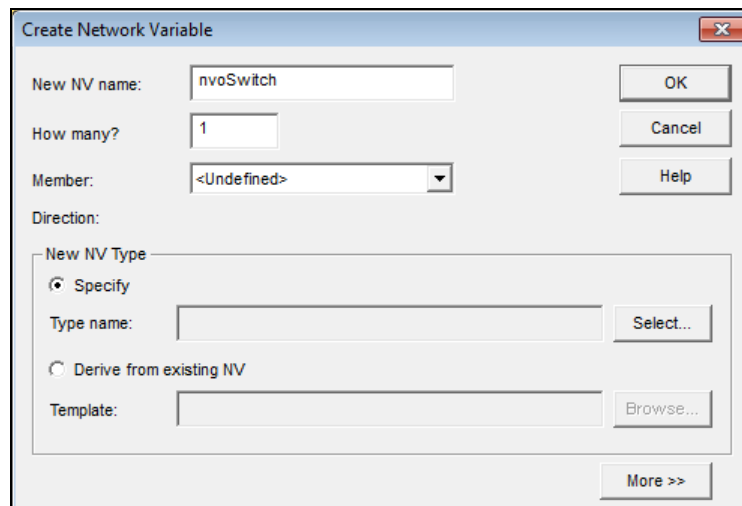 Create Network Variable
New NV name: nvoSwitch OK
How many? 1 Cancel
Member: <Undefined> Help
Direction:
New NV Type
Specify
Type name: Select...
Derive from existing NV
Template: Browse...
More >>